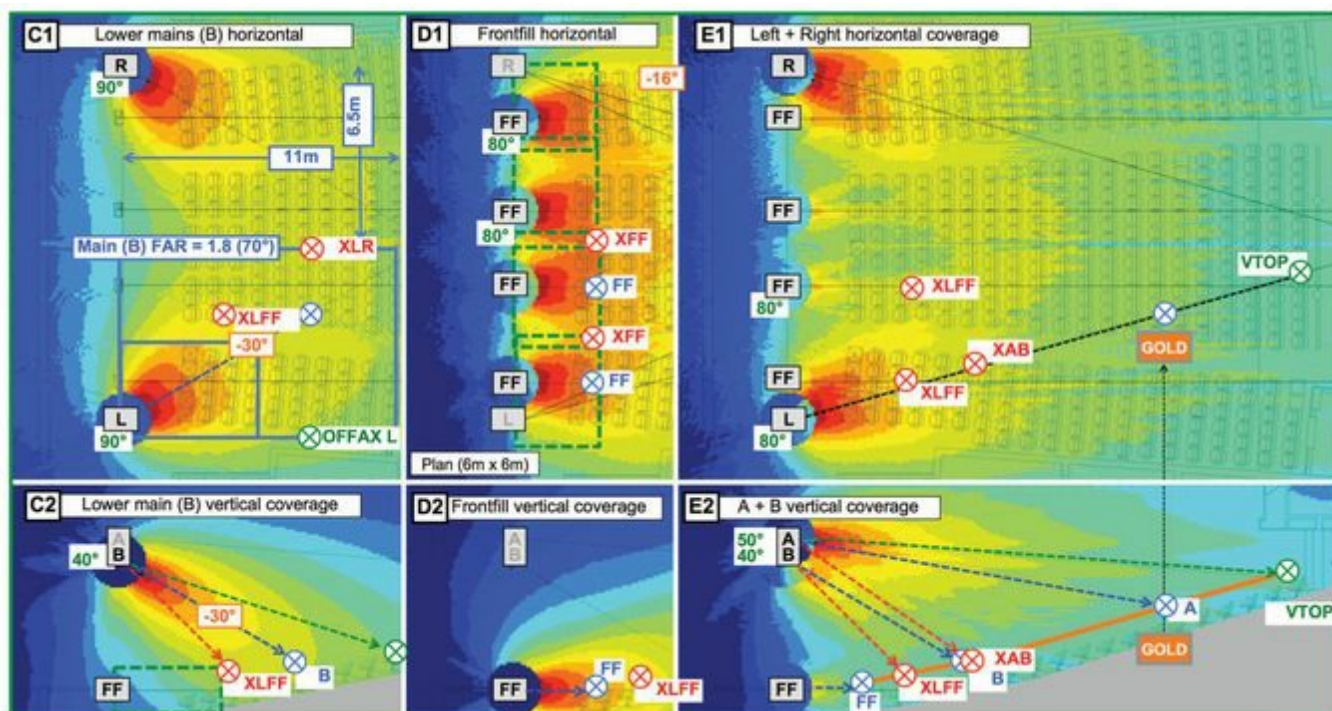 C1 Lower mains (B) horizontal
R
90°
6.5m
11m
Main (B) FAR = 1.8 (70°)
XLR
XLFF
-30°
L
90°
OFFAX L
D1 Frontfill horizontal
R
-16°
FF
80°
FF
80°
XFF
FF
FF
XFF
FF
FF
L
Plan (6m x 6m)
E1 Left + Right horizontal coverage
R
FF
FF
VTOP
FF
XLFF
80°
GOLD
XAB
FF
XLFF
L
80°
C2 Lower main (B) vertical coverage
A
B
40°
-30°
XLFF
B
FF
D2 Frontfill vertical coverage
A
B
FF
FF
XLFF
E2 A + B vertical coverage
50° A
40° B
A
VTOP
GOLD
XAB
B
XLFF
FF
FF